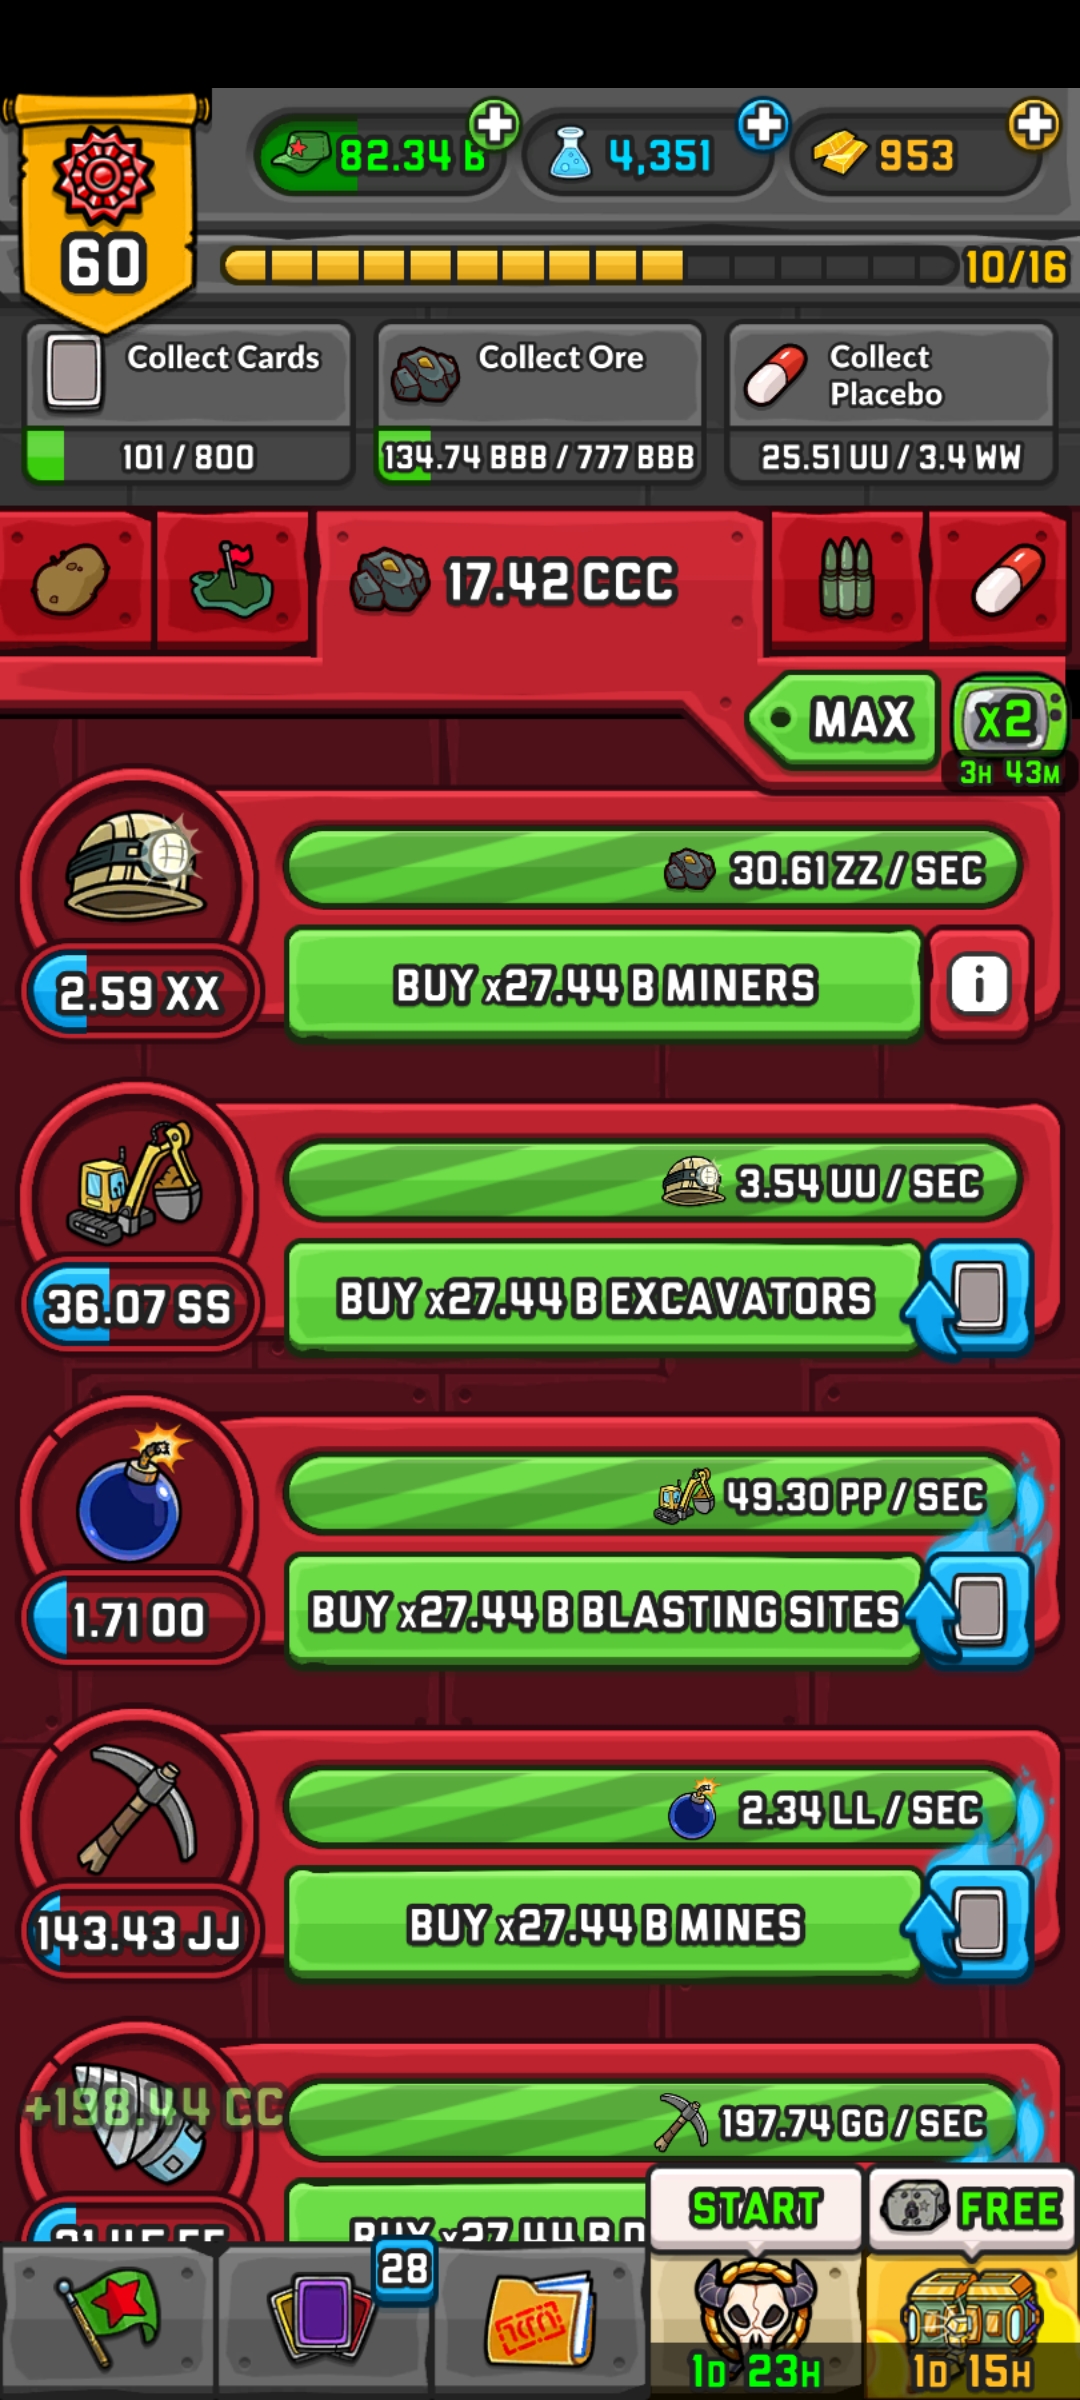 60
82.34 B
4,351
953
10/16
Collect Cards
101 / 800
Collect Ore
134.74 BBB / 777 BBB
Collect
Placebo
25.51 UU / 3.4 WW
17.42 CCC
MAX
x2
3H 43M
30.61 ZZ / SEC
2.59 XX
BUY x27.44 B MINERS
i
3.54 UU / SEC
36.07 SS
BUY x27.44 B EXCAVATORS
49.30 PP / SEC
1.71 OO
BUY x27.44 B BLASTING SITES
2.34 LL / SEC
143.43 JJ
BUY x27.44 B MINES
+198.44 CC
197.74 GG / SEC
BUY x27.44 B
START
FREE
28
1D 23H
1D 15H